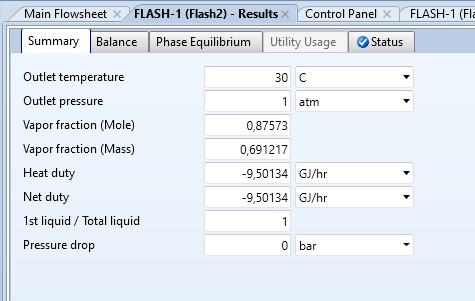 Main Flowsheet × FLASH-1 (Flash2) - Results × Control Panel × FLASH-1 (Fl
Summary Balance Phase Equilibrium Utility Usage Status
Outlet temperature 30 C
Outlet pressure 1 atm
Vapor fraction (Mole) 0,87573
Vapor fraction (Mass) 0,691217
Heat duty -9,50134 GJ/hr
Net duty -9,50134 GJ/hr
1st liquid / Total liquid 1
Pressure drop 0 bar